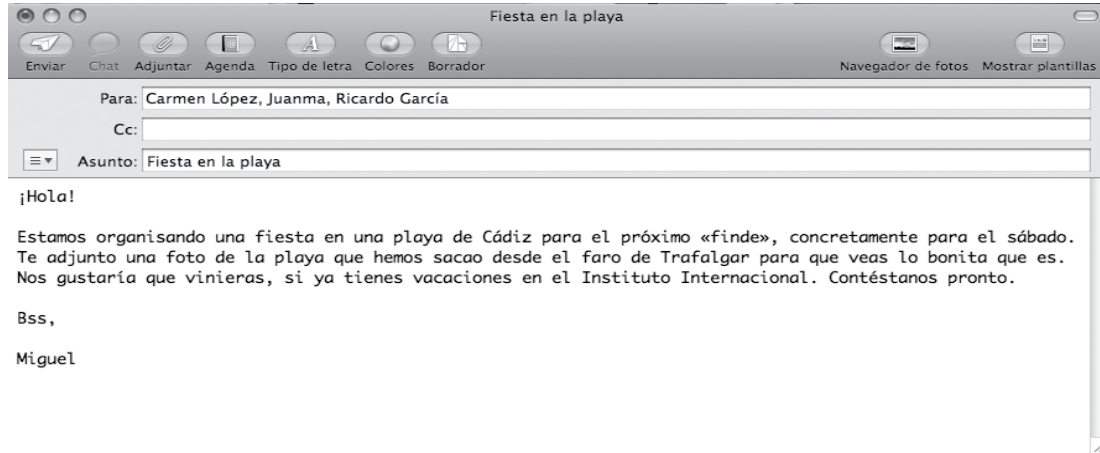 Fiesta en la playa
Enviar Chat Adjuntar Agenda Tipo de letra Colores Borrador Navegador de fotos Mostrar plantillas
Para: Carmen López, Juanma, Ricardo García
Cc:
Asunto: Fiesta en la playa
¡Hola!
Estamos organisando una fiesta en una playa de Cádiz para el próximo «finde», concretamente para el sábado.
Te adjunto una foto de la playa que hemos sacao desde el faro de Trafalgar para que veas lo bonita que es.
Nos gustaría que vinieras, si ya tienes vacaciones en el Instituto Internacional. Contéstanos pronto.
Bss,
Miguel